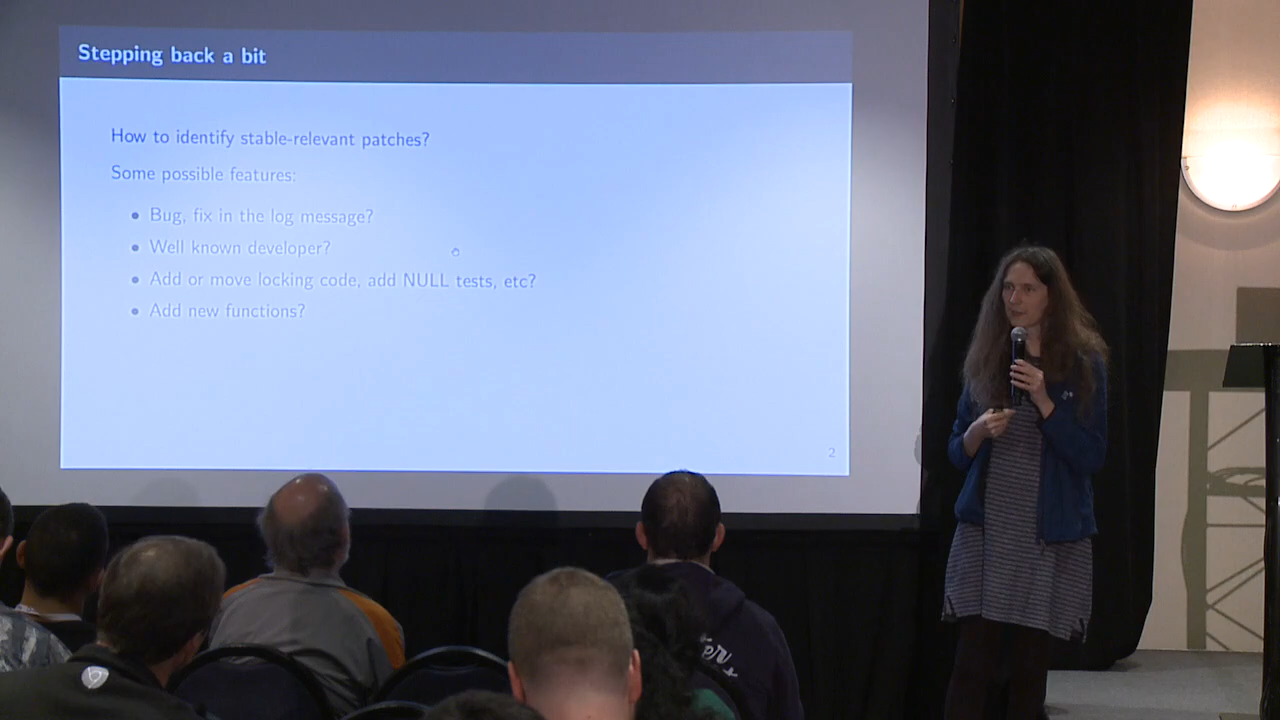 Stepping back a bit
How to identify stable-relevant patches?
Some possible features:
• Bug, fix in the log message?
• Well known developer?
• Add or move locking code, add NULL tests, etc?
• Add new functions?
2